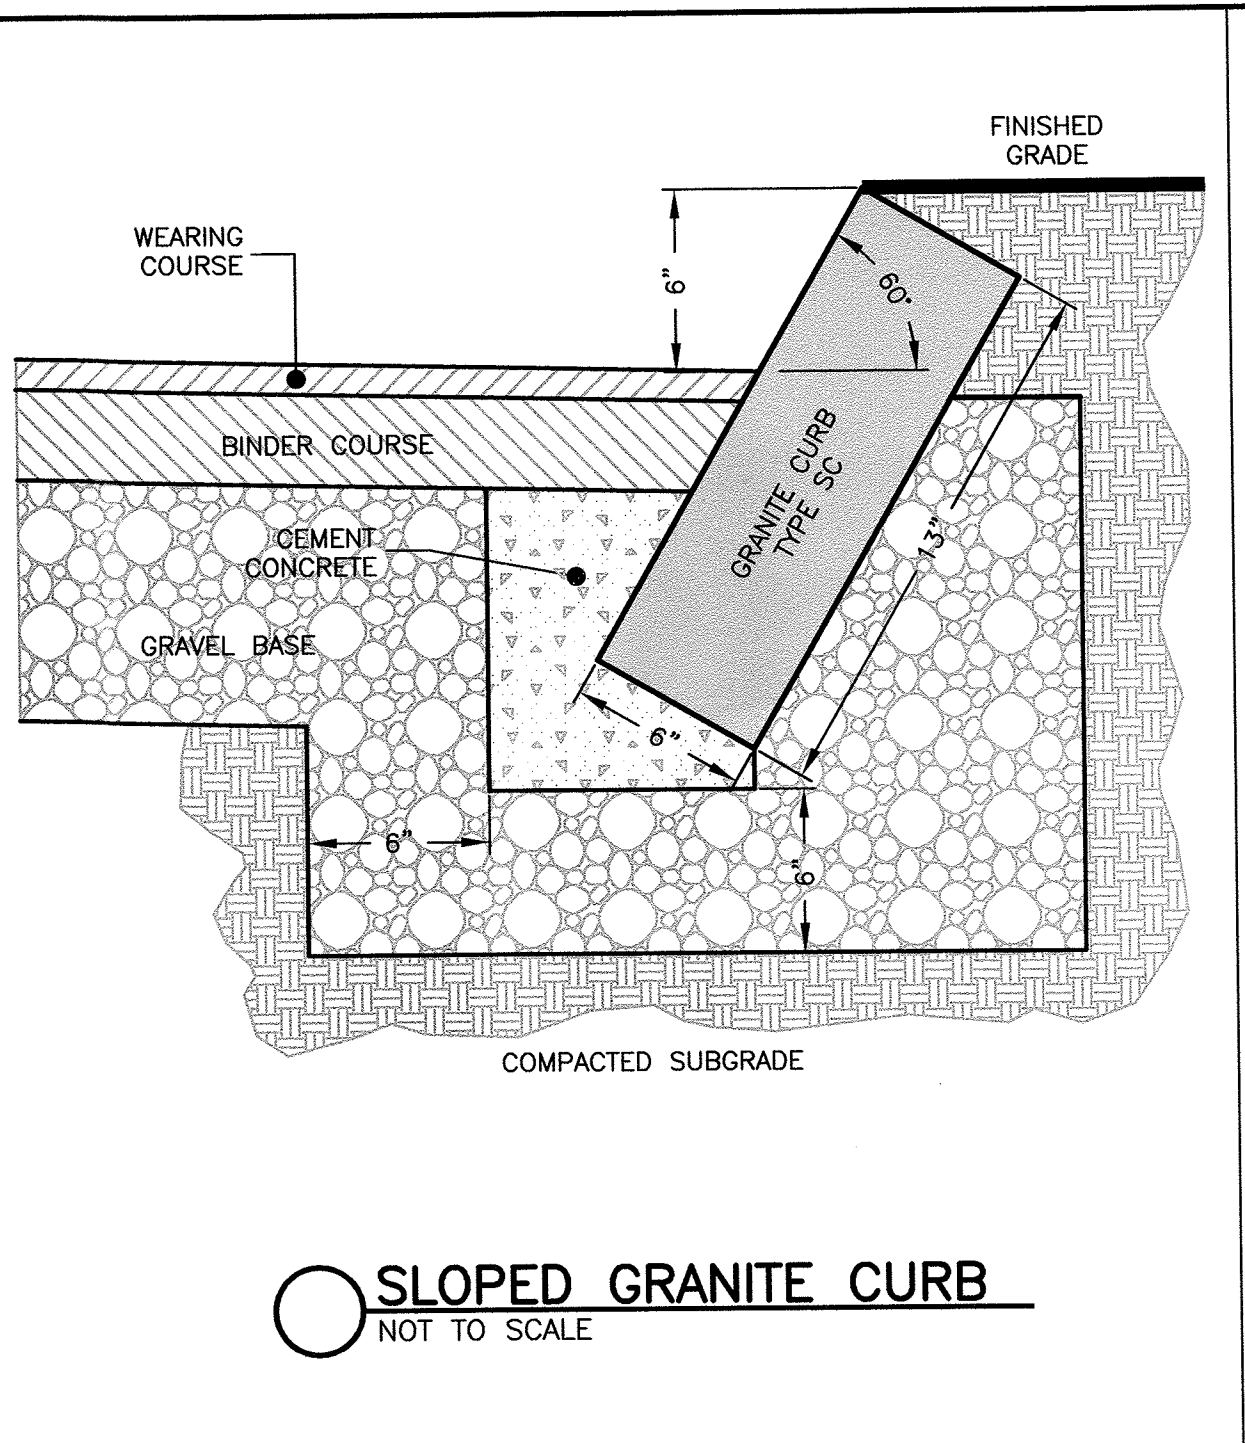 FINISHED
GRADE
WEARING
COURSE
6"
60°
BINDER COURSE
GRANITE CURB
TYPE SC
13"
CEMENT
CONCRETE
GRAVEL BASE
6"
6"
6"
COMPACTED SUBGRADE
SLOPED GRANITE CURB
NOT TO SCALE